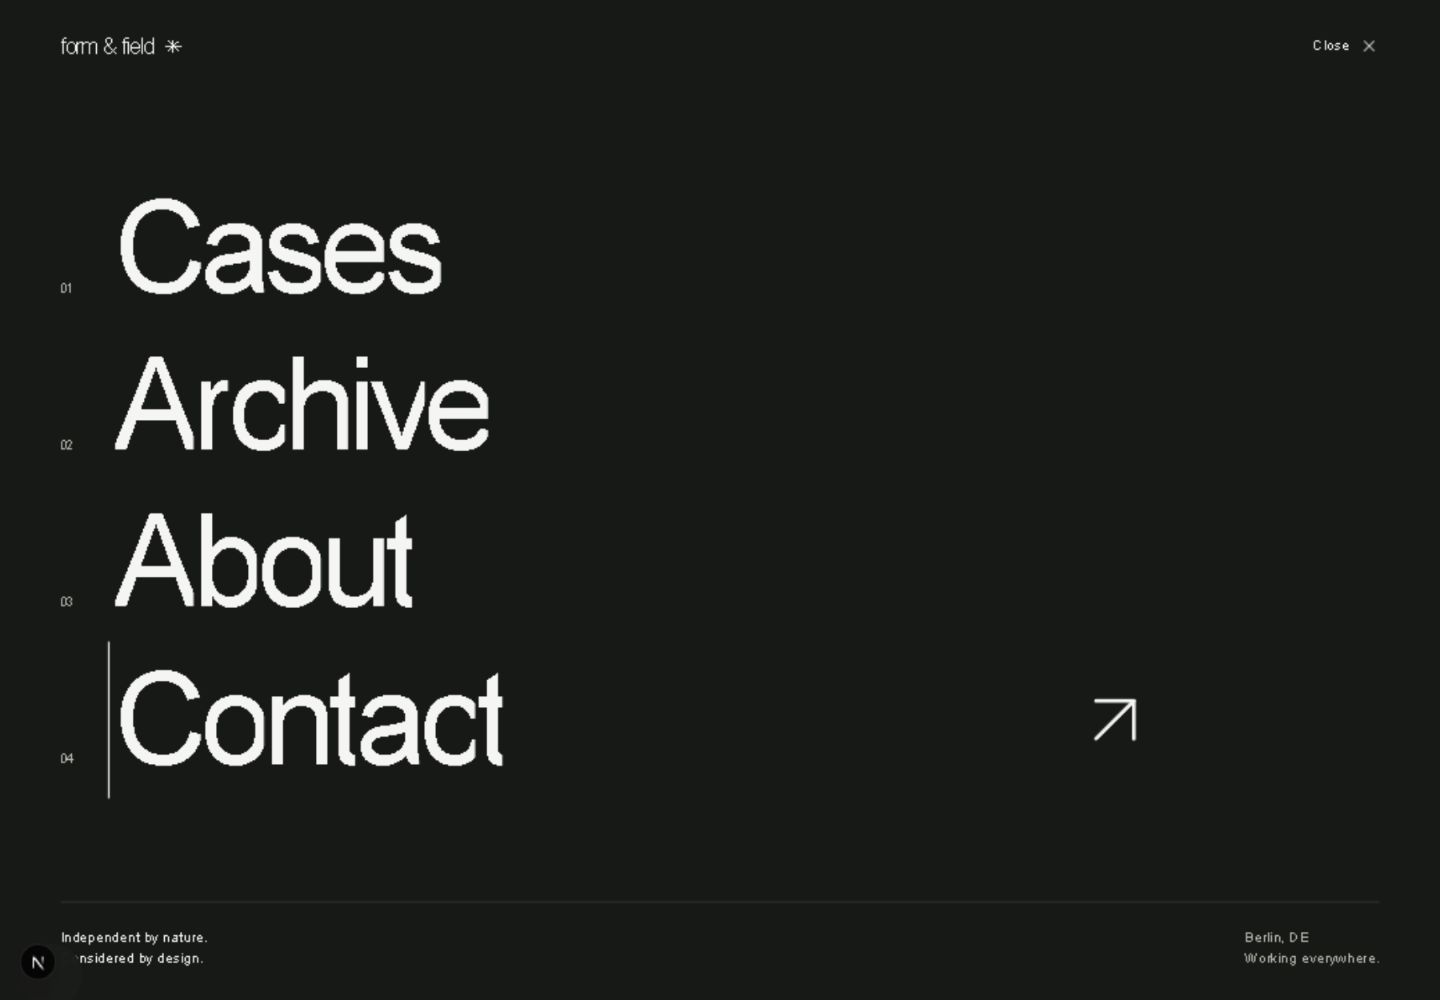 form & field
Close
01 Cases
02 Archive
03 About
04 Contact
Independent by nature.
nsidered by design.
Berlin, DE
Working everywhere.
N